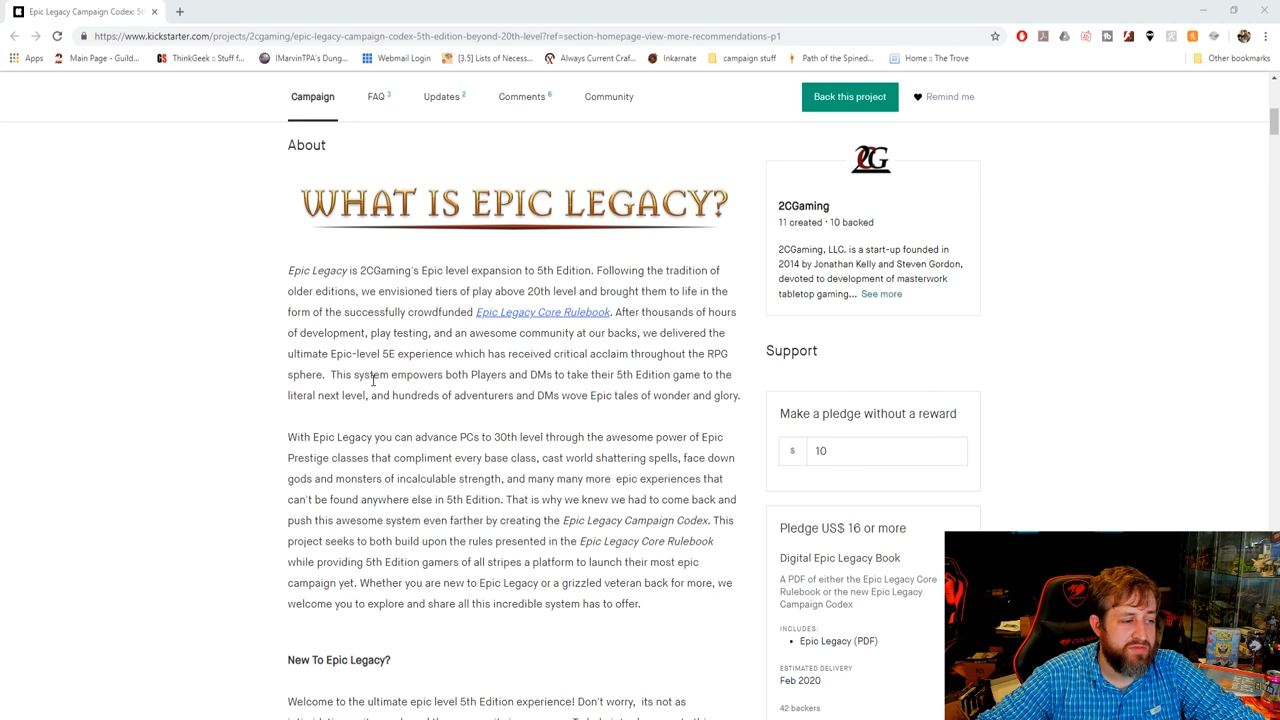 Epic Legacy Campaign Codex: 5th
https://www.kickstarter.com/projects/2cgaming/epic-legacy-campaign-codex-5th-edition-beyond-20th-level?ref=section-homepage-view-more-recommendations-p1
Apps Main Page - Guild... ThinkGeek :: Stuff f... IMarvinTPA's Dung... Webmail Login [3.5] Lists of Necess... Always Current Craf... Inkarnate campaign stuff Path of the Spined... Home :: The Trove Other bookmarks
Campaign FAQ 3 Updates 2 Comments 6 Community Back this project Remind me
About
WHAT IS EPIC LEGACY?
Epic Legacy is 2CGaming's Epic level expansion to 5th Edition. Following the tradition of
older editions, we envisioned tiers of play above 20th level and brought them to life in the
form of the successfully crowdfunded Epic Legacy Core Rulebook. After thousands of hours
of development, play testing, and an awesome community at our backs, we delivered the
ultimate Epic-level 5E experience which has received critical acclaim throughout the RPG
sphere. This system empowers both Players and DMs to take their 5th Edition game to the
literal next level, and hundreds of adventurers and DMs wove Epic tales of wonder and glory.
With Epic Legacy you can advance PCs to 30th level through the awesome power of Epic
Prestige classes that compliment every base class, cast world shattering spells, face down
gods and monsters of incalculable strength, and many many more epic experiences that
can't be found anywhere else in 5th Edition. That is why we knew we had to come back and
push this awesome system even farther by creating the Epic Legacy Campaign Codex. This
project seeks to both build upon the rules presented in the Epic Legacy Core Rulebook
while providing 5th Edition gamers of all stripes a platform to launch their most epic
campaign yet. Whether you are new to Epic Legacy or a grizzled veteran back for more, we
welcome you to explore and share all this incredible system has to offer.
New To Epic Legacy?
Welcome to the ultimate epic level 5th Edition experience! Don't worry, its not as
2CG
2CGaming
11 created · 10 backed
2CGaming, LLC. is a start-up founded in
2014 by Jonathan Kelly and Steven Gordon,
devoted to development of masterwork
tabletop gaming... See more
Support
Make a pledge without a reward
$ 10
Pledge US$ 16 or more
Digital Epic Legacy Book
A PDF of either the Epic Legacy Core
Rulebook or the new Epic Legacy
Campaign Codex
INCLUDES:
• Epic Legacy (PDF)
ESTIMATED DELIVERY
Feb 2020
42 backers
COUGAR